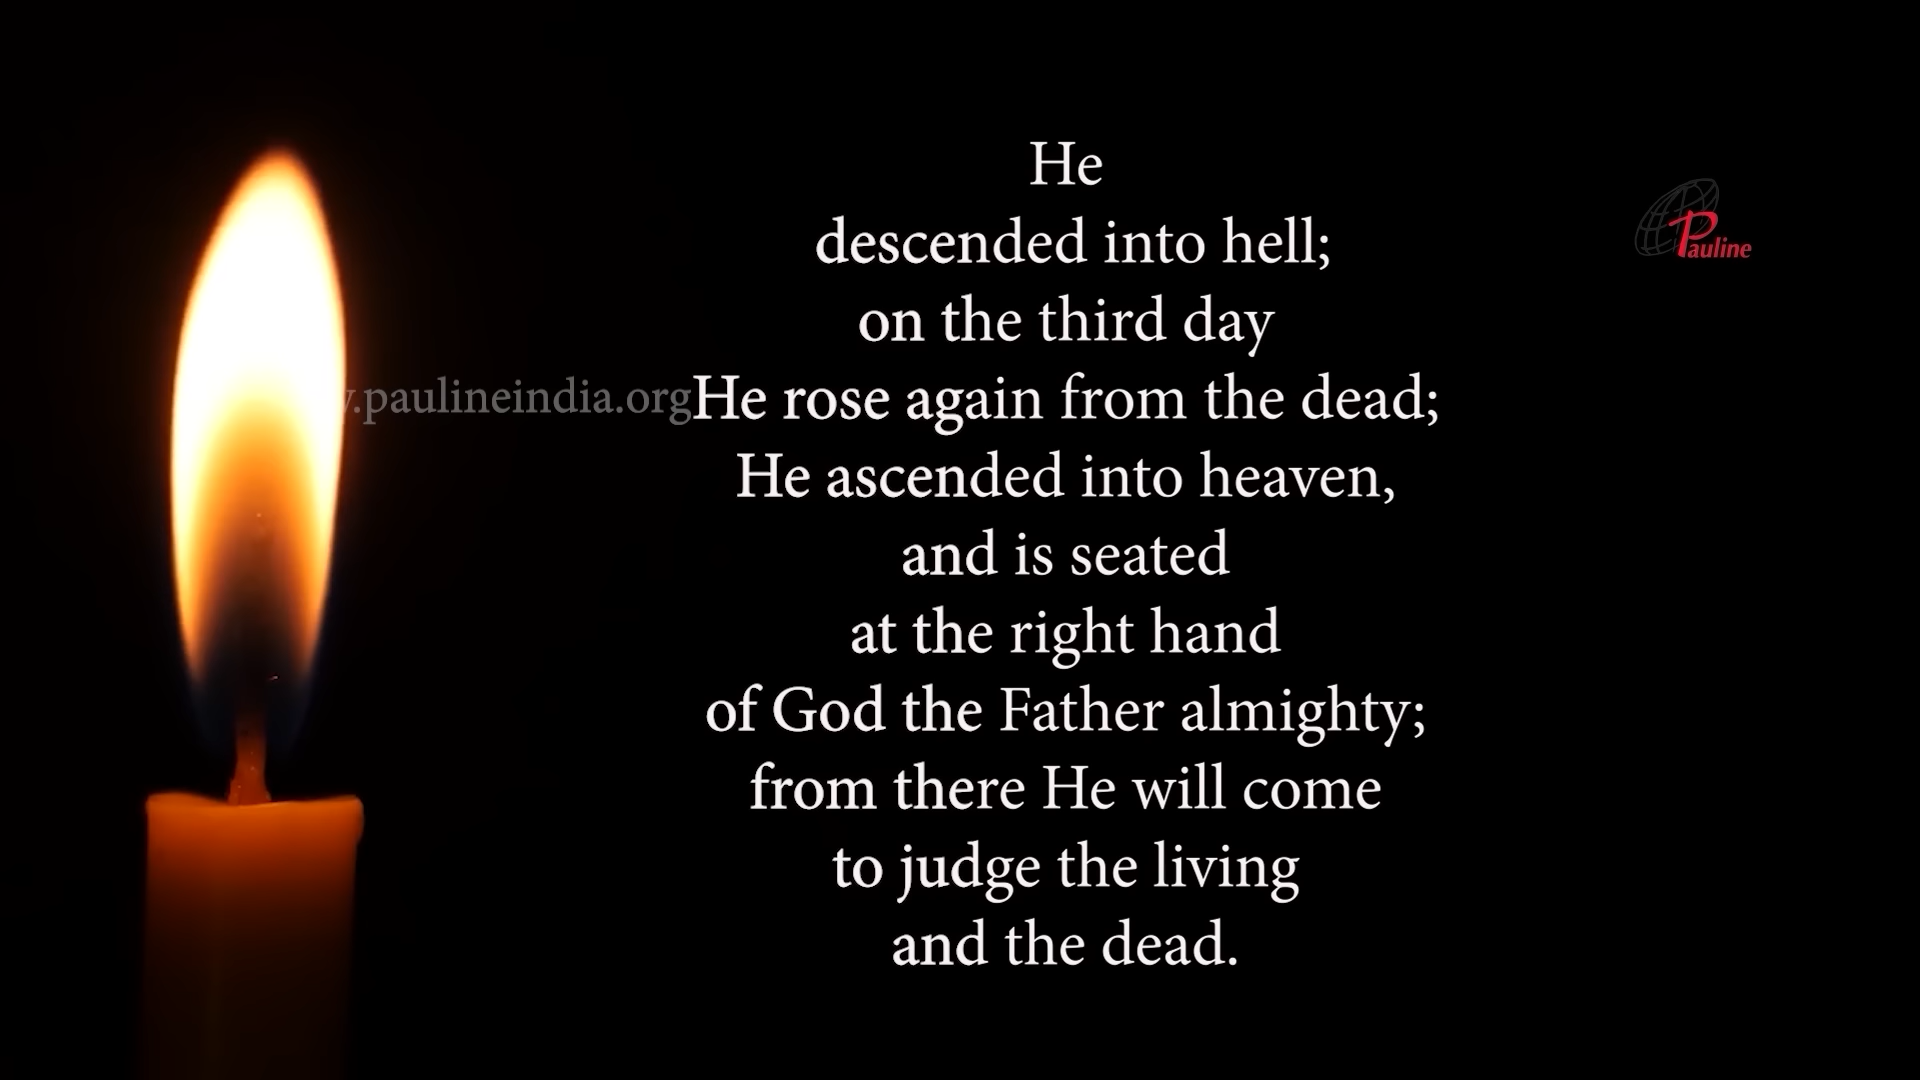 He
descended into hell;
on the third day
.paulineindia.org
He rose again from the dead;
He ascended into heaven,
and is seated
at the right hand
of God the Father almighty;
from there He will come
to judge the living
and the dead.
Pauline